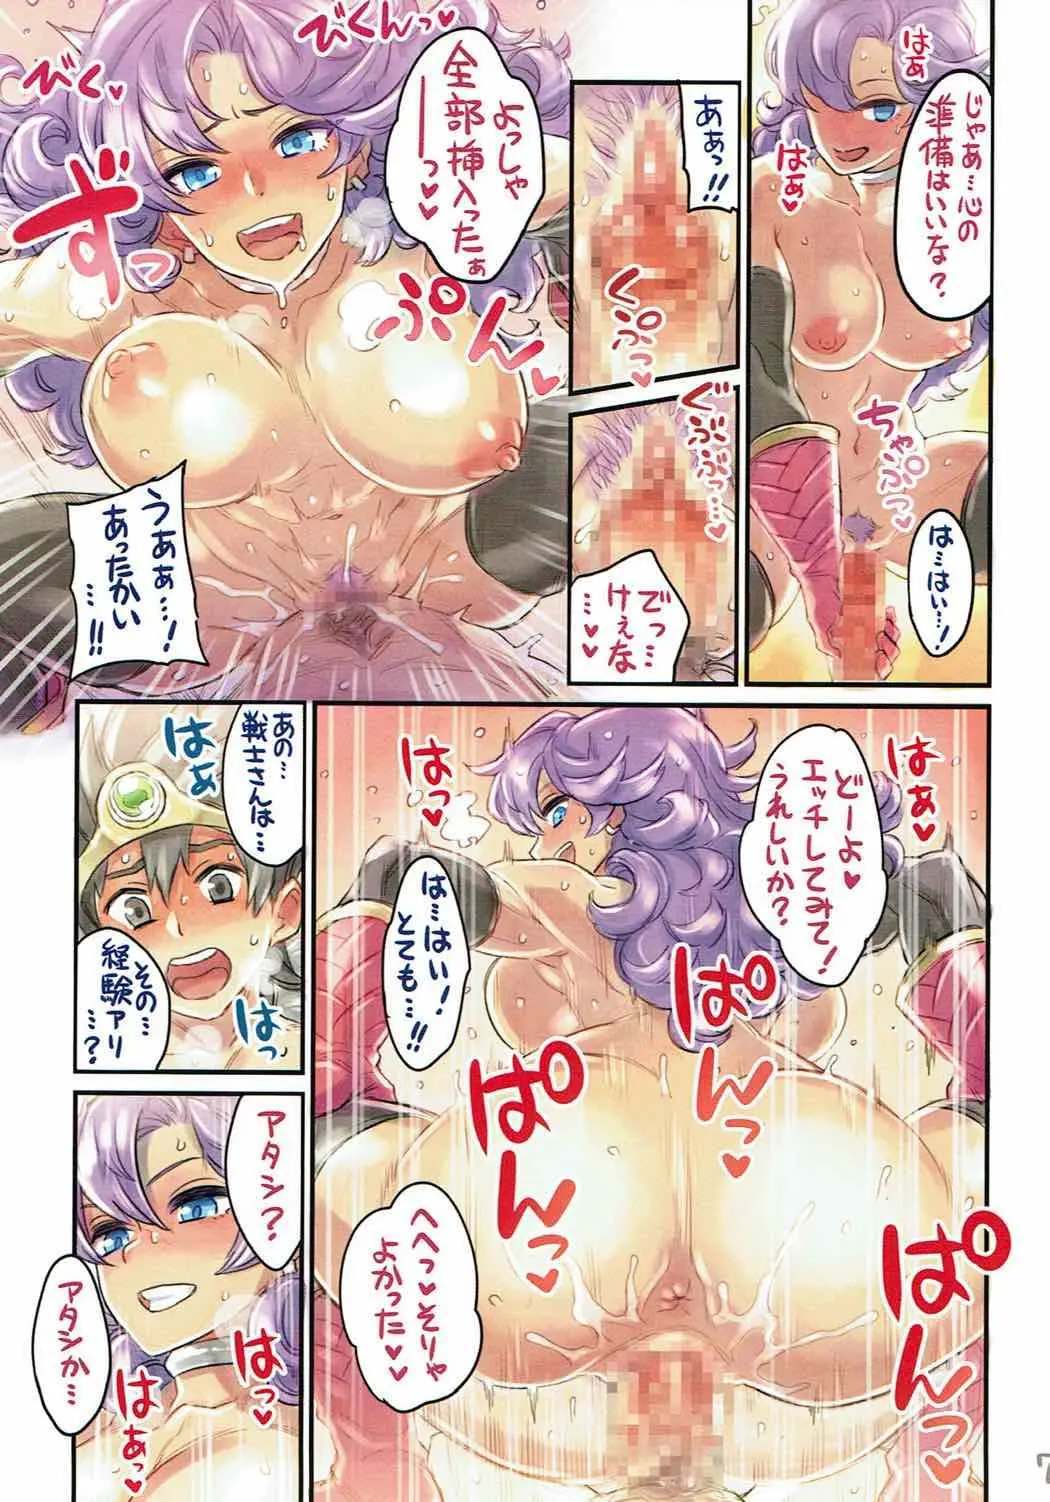 じゃあ…心の
準備はいいな？
はぁ
はぁ♥
ちゃぷっ♥
は…はい…！
ああっ!!
くぷっ♥
ぐぶぶっ…♥
でっ…
けぇな
…♥
よっしゃ
全部挿入ったぁ
――っ♥
びくんっ♥
びく♥
ずっ
ぷんっ♥
うああ…！
あったかい
…!!
どーよ♥
エッチしてみて！
うれしいか？
はぁ♥
はっ♥
は…はい！
とても…!!
ぱんっ♥
ぱんっ♥
ぱんっ♥
へへっ♥そりゃ
よかった♥
あの…
戦士さんは…
はぁ
その…
経験アリ
…？
はっ
アタシ？
アタシか…
はっ♥
はぁっ♥
7